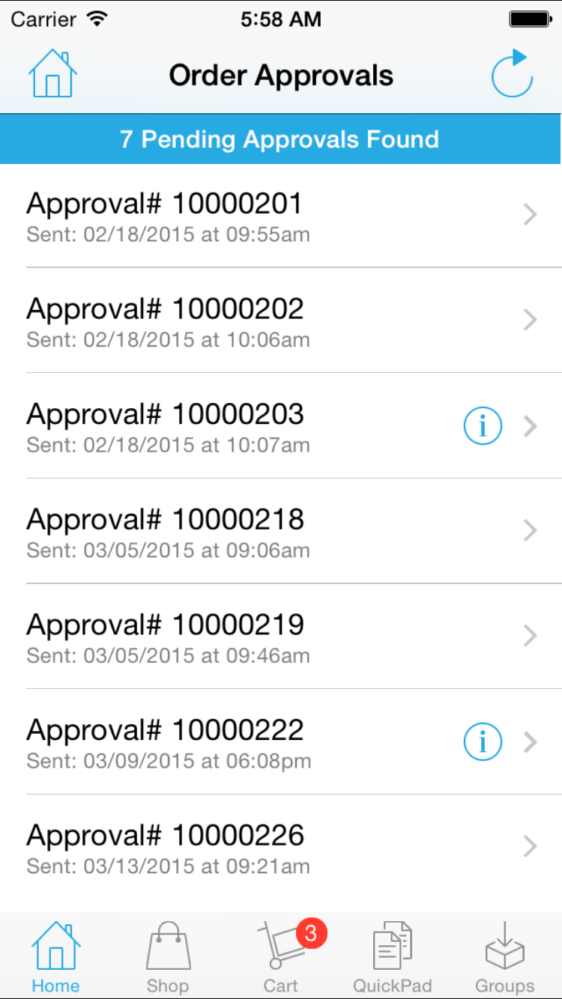 Carrier 5:58 AM
Order Approvals
7 Pending Approvals Found
Approval# 10000201
Sent: 02/18/2015 at 09:55am
Approval# 10000202
Sent: 02/18/2015 at 10:06am
Approval# 10000203
Sent: 02/18/2015 at 10:07am
i
Approval# 10000218
Sent: 03/05/2015 at 09:06am
Approval# 10000219
Sent: 03/05/2015 at 09:46am
Approval# 10000222
Sent: 03/09/2015 at 06:08pm
i
Approval# 10000226
Sent: 03/13/2015 at 09:21am
3
Home Shop Cart QuickPad Groups